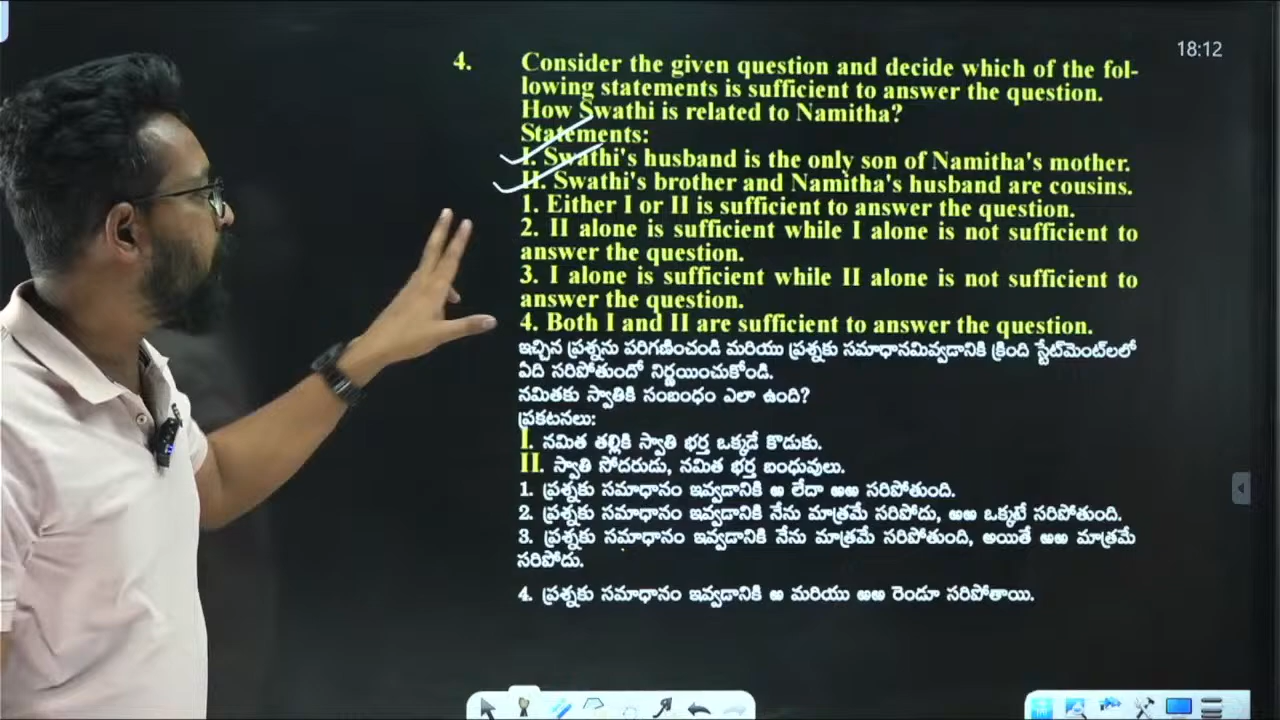 18:12
4. Consider the given question and decide which of the fol-
lowing statements is sufficient to answer the question.
How Swathi is related to Namitha?
Statements:
I. Swathi's husband is the only son of Namitha's mother.
II. Swathi's brother and Namitha's husband are cousins.
1. Either I or II is sufficient to answer the question.
2. II alone is sufficient while I alone is not sufficient to
answer the question.
3. I alone is sufficient while II alone is not sufficient to
answer the question.
4. Both I and II are sufficient to answer the question.
ఇచ్చిన ప్రశ్నను పరిగణించండి మరియు ప్రశ్నకు సమాధానమివ్వడానికి క్రింది స్టేట్‌మెంట్‌లలో
ఏది సరిపోతుందో నిర్ణయించుకోండి.
నమితకు స్వాతికి సంబంధం ఎలా ఉంది?
ప్రకటనలు:
I. నమిత తల్లికి స్వాతి భర్త ఒక్కడే కొడుకు.
II. స్వాతి సోదరుడు, నమిత భర్త బంధువులు.
1. ప్రశ్నకు సమాధానం ఇవ్వడానికి ఱ లేదా ఱఱ సరిపోతుంది.
2. ప్రశ్నకు సమాధానం ఇవ్వడానికి నేను మాత్రమే సరిపోదు, ఱఱ ఒక్కటే సరిపోతుంది.
3. ప్రశ్నకు సమాధానం ఇవ్వడానికి నేను మాత్రమే సరిపోతుంది, అయితే ఱఱ మాత్రమే
సరిపోదు.
4. ప్రశ్నకు సమాధానం ఇవ్వడానికి ఱ మరియు ఱఱ రెండూ సరిపోతాయి.